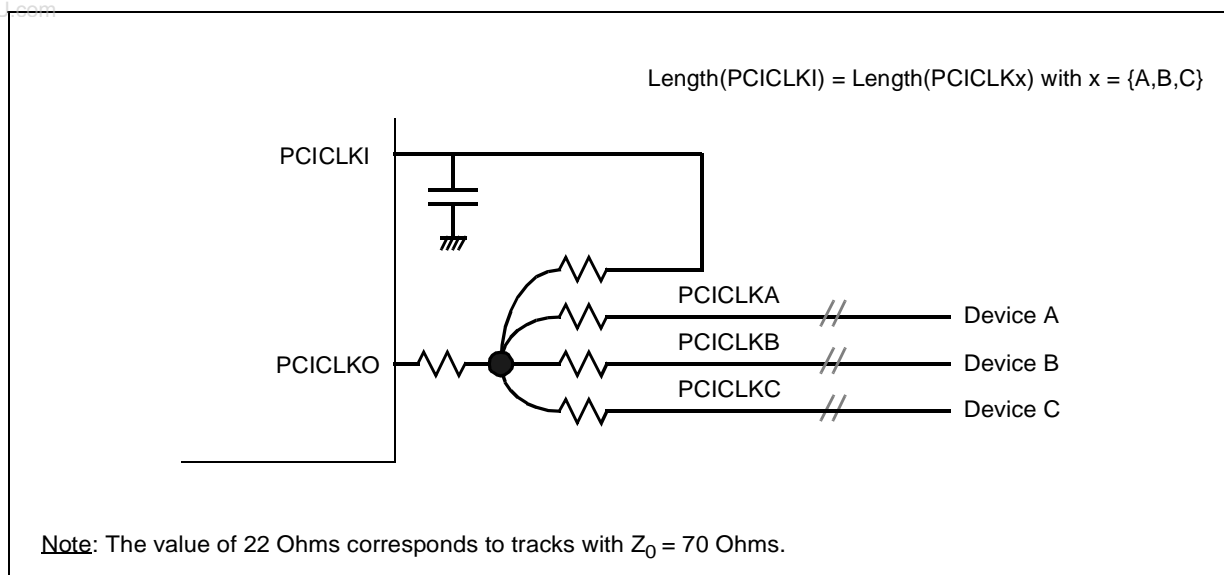 Length(PCICLKI) = Length(PCICLKx) with x = {A,B,C}
PCICLKI
PCICLKA
Device A
PCICLKB
PCICLKO
Device B
PCICLKC
Device C
Note: The value of 22 Ohms corresponds to tracks with Z0 = 70 Ohms.